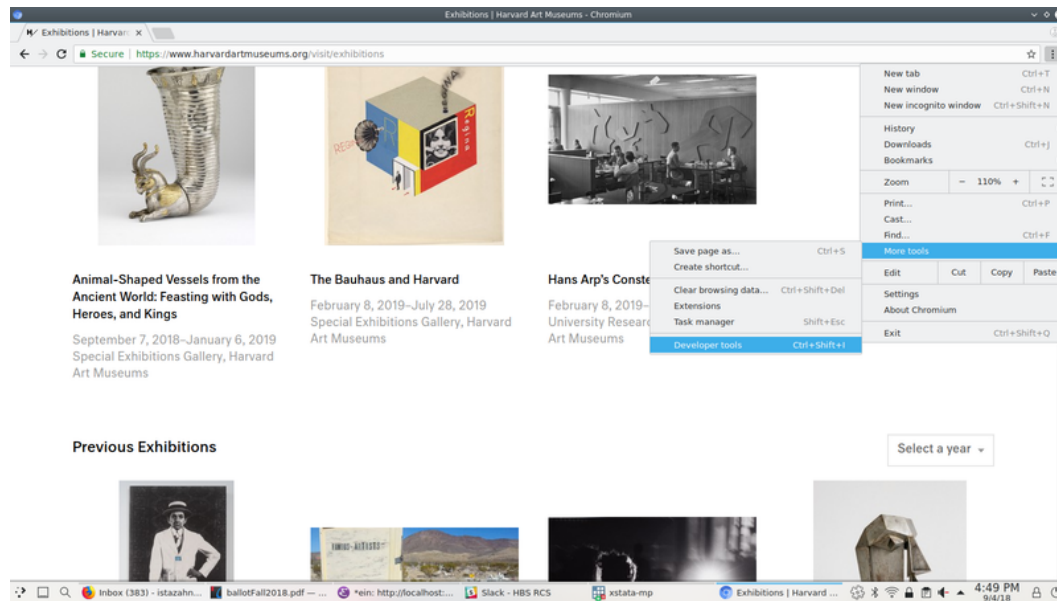 Exhibitions | Harvard Art Museums - Chromium
Exhibitions | Harvar
Secure | https://www.harvardartmuseums.org/visit/exhibitions
New tab Ctrl+T
New window Ctrl+N
New incognito window Ctrl+Shift+N
History
Downloads Ctrl+J
Bookmarks
Zoom - 110% +
Print... Ctrl+P
Cast...
Find... Ctrl+F
More tools
Edit Cut Copy Paste
Settings
About Chromium
Exit Ctrl+Shift+Q
Save page as... Ctrl+S
Create shortcut...
Clear browsing data... Ctrl+Shift+Del
Extensions
Task manager Shift+Esc
Developer tools Ctrl+Shift+I
REGIN
R
Regina
Animal-Shaped Vessels from the
Ancient World: Feasting with Gods,
Heroes, and Kings
September 7, 2018–January 6, 2019
Special Exhibitions Gallery, Harvard
Art Museums
The Bauhaus and Harvard
February 8, 2019–July 28, 2019
Special Exhibitions Gallery, Harvard
Art Museums
Hans Arp's Conste
February 8, 2019–
University Resear
Art Museums
Previous Exhibitions
Select a year
Inbox (383) - istazahn...
ballotFall2018.pdf — ...
*ein: http://localhost:...
Slack - HBS RCS
xstata-mp
Exhibitions | Harvard ...
4:49 PM
9/4/18